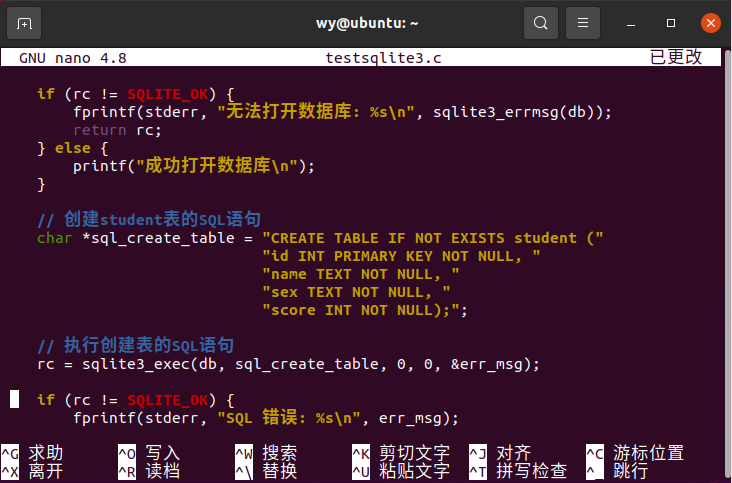 wy@ubuntu: ~
GNU nano 4.8 testsqlite3.c 已更改
if (rc != SQLITE_OK) {
fprintf(stderr, "无法打开数据库: %s\n", sqlite3_errmsg(db));
return rc;
} else {
printf("成功打开数据库\n");
}
// 创建student表的SQL语句
char *sql_create_table = "CREATE TABLE IF NOT EXISTS student ("
"id INT PRIMARY KEY NOT NULL, "
"name TEXT NOT NULL, "
"sex TEXT NOT NULL, "
"score INT NOT NULL);";
// 执行创建表的SQL语句
rc = sqlite3_exec(db, sql_create_table, 0, 0, &err_msg);
if (rc != SQLITE_OK) {
fprintf(stderr, "SQL 错误: %s\n", err_msg);
^G 求助 ^O 写入 ^W 搜索 ^K 剪切文字 ^J 对齐 ^C 游标位置
^X 离开 ^R 读档 ^\ 替换 ^U 粘贴文字 ^T 拼写检查 ^_ 跳行